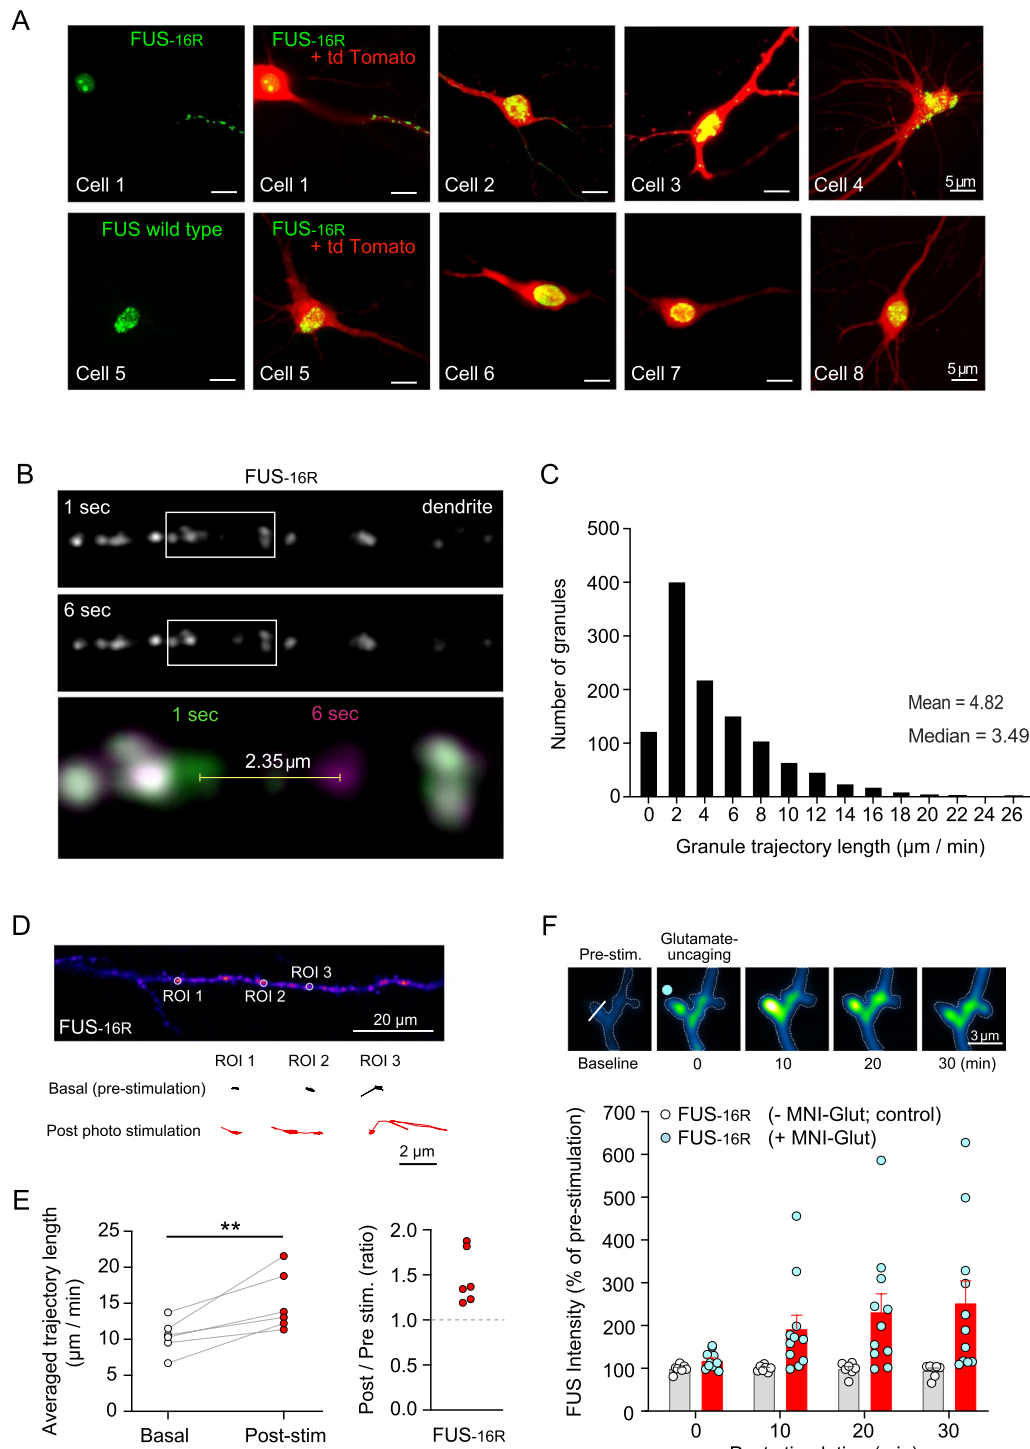 A
FUS-16R
FUS-16R
+ td Tomato
Cell 1
Cell 1
Cell 2
Cell 3
Cell 4
5 µm
FUS wild type
FUS-16R
+ td Tomato
Cell 5
Cell 5
Cell 6
Cell 7
Cell 8
5 µm
B
FUS-16R
1 sec
dendrite
6 sec
1 sec
6 sec
2.35 µm
C
500
400
300
200
100
0
Number of granules
Mean = 4.82
Median = 3.49
0 2 4 6 8 10 12 14 16 18 20 22 24 26
Granule trajectory length (µm / min)
D
ROI 1
ROI 2
ROI 3
FUS-16R
20 µm
ROI 1 ROI 2 ROI 3
Basal (pre-stimulation)
Post photo stimulation
2 µm
E
Averaged trajectory length
(µm / min)
25
20
15
10
5
0
**
Basal Post-stim
Post / Pre stim. (ratio)
2.0
1.5
1.0
0.5
0.0
FUS-16R
F
Pre-stim.
Glutamate-
uncaging
3 µm
Baseline 0 10 20 30 (min)
FUS Intensity (% of pre-stimulation)
700
600
500
400
300
200
100
0
FUS-16R (- MNI-Glut; control)
FUS-16R (+ MNI-Glut)
0 10 20 30